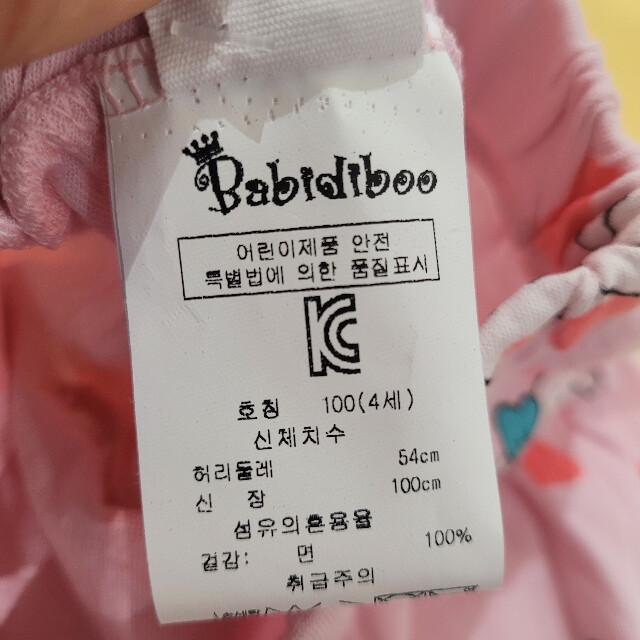 Babidiboo
어린이제품 안전
특별법에 의한 품질표시
KC
호칭 100(4세)
신체치수
허리둘레 54cm
신 장 100cm
섬유의혼용율
겉감: 면 100%
취급주의